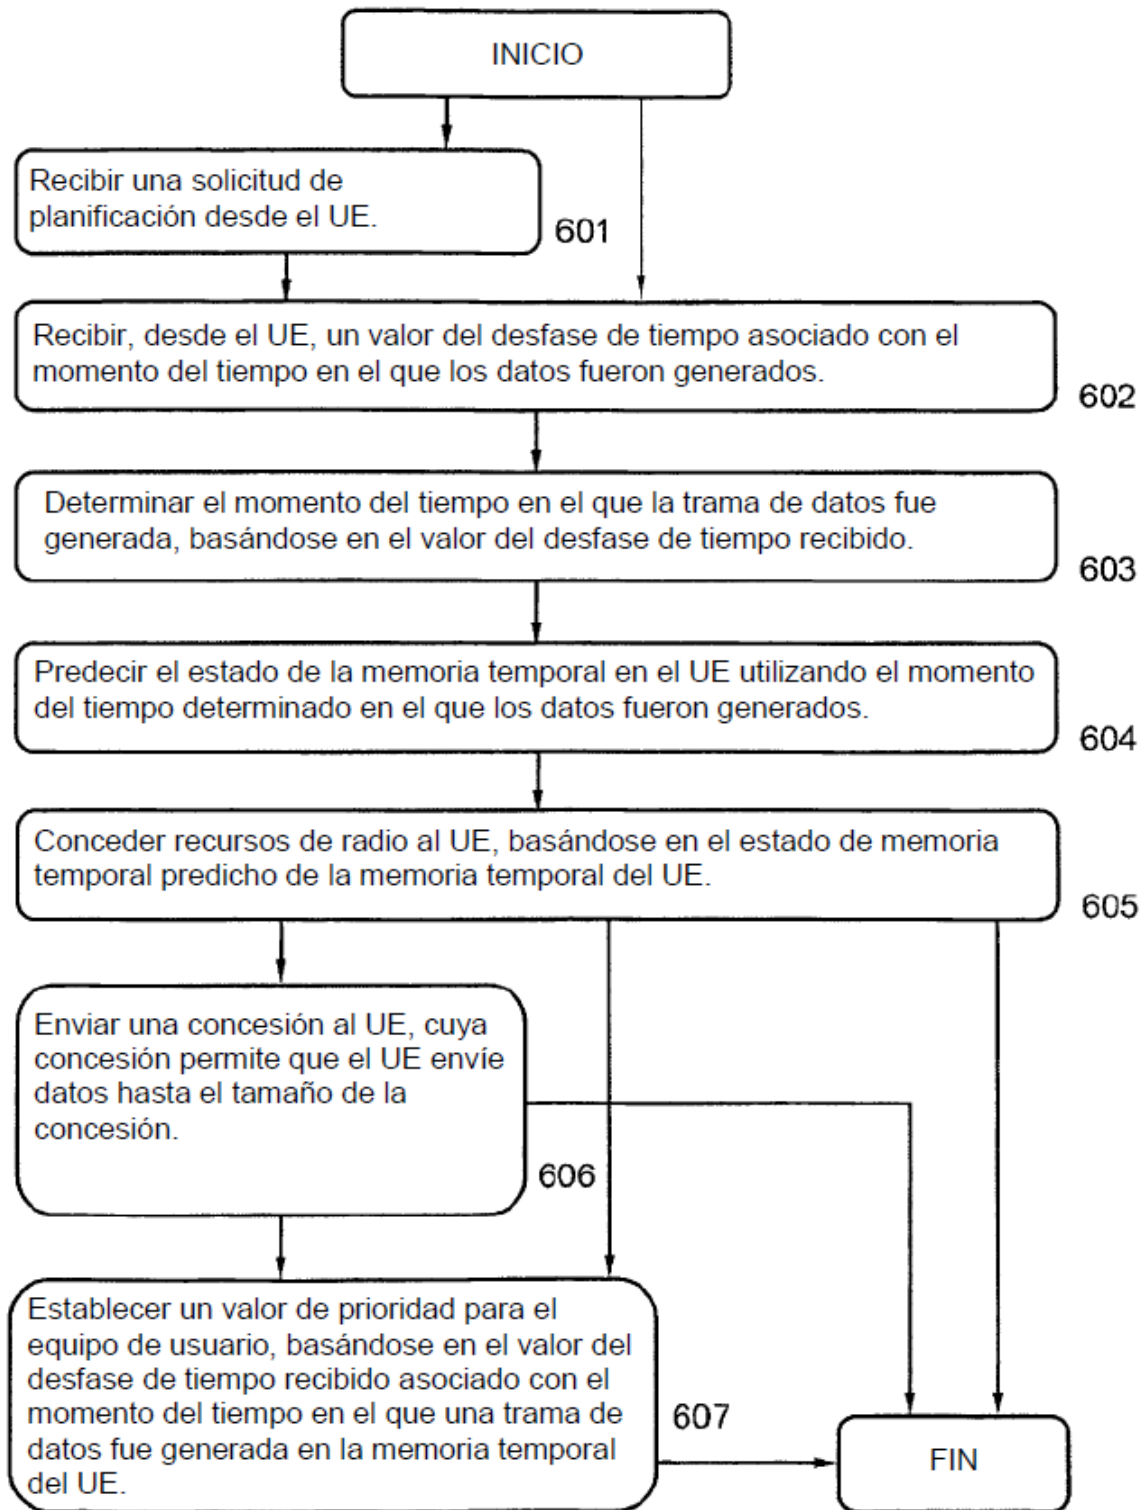 INICIO
Recibir una solicitud de
planificación desde el UE.
601
Recibir, desde el UE, un valor del desfase de tiempo asociado con el
momento del tiempo en el que los datos fueron generados.
602
Determinar el momento del tiempo en el que la trama de datos fue
generada, basándose en el valor del desfase de tiempo recibido.
603
Predecir el estado de la memoria temporal en el UE utilizando el momento
del tiempo determinado en el que los datos fueron generados.
604
Conceder recursos de radio al UE, basándose en el estado de memoria
temporal predicho de la memoria temporal del UE.
605
Enviar una concesión al UE, cuya
concesión permite que el UE envíe
datos hasta el tamaño de la
concesión.
606
Establecer un valor de prioridad para el
equipo de usuario, basándose en el valor del
desfase de tiempo recibido asociado con el
momento del tiempo en el que una trama de
datos fue generada en la memoria temporal
del UE.
607
FIN